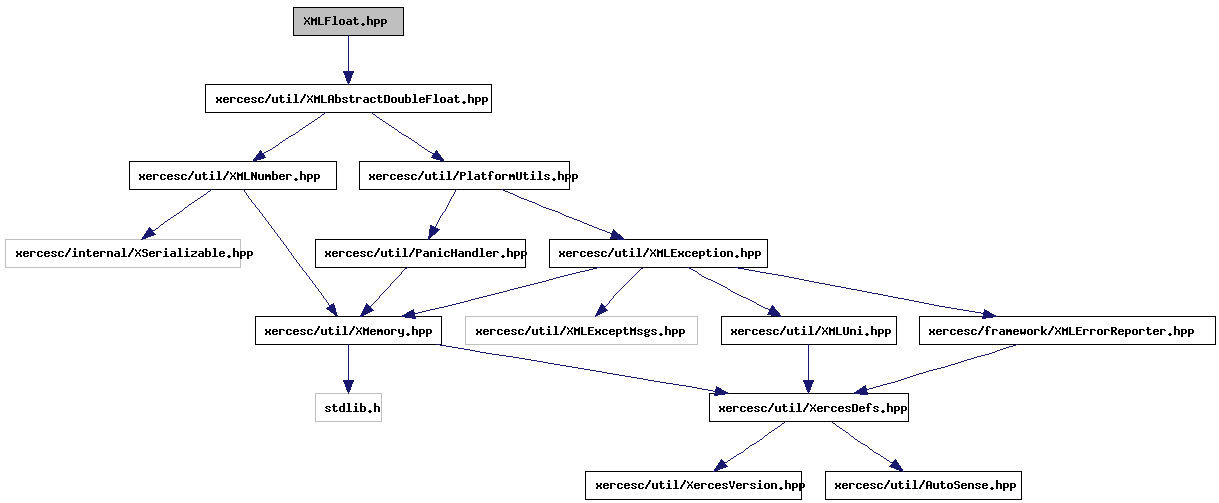 XMLFloat.hpp
xercesc/util/XMLAbstractDoubleFloat.hpp
xercesc/util/XMLNumber.hpp
xercesc/util/PlatformUtils.hpp
xercesc/internal/XSerializable.hpp
xercesc/util/PanicHandler.hpp
xercesc/util/XMLException.hpp
xercesc/util/XMemory.hpp
xercesc/util/XMLExceptMsgs.hpp
xercesc/util/XMLUni.hpp
xercesc/framework/XMLErrorReporter.hpp
stdlib.h
xercesc/util/XercesDefs.hpp
xercesc/util/XercesVersion.hpp
xercesc/util/AutoSense.hpp